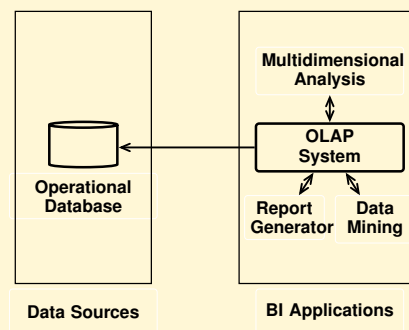 Multidimensional
Analysis
OLAP
System
Operational
Database
Report
Generator
Data
Mining
Data Sources
BI Applications